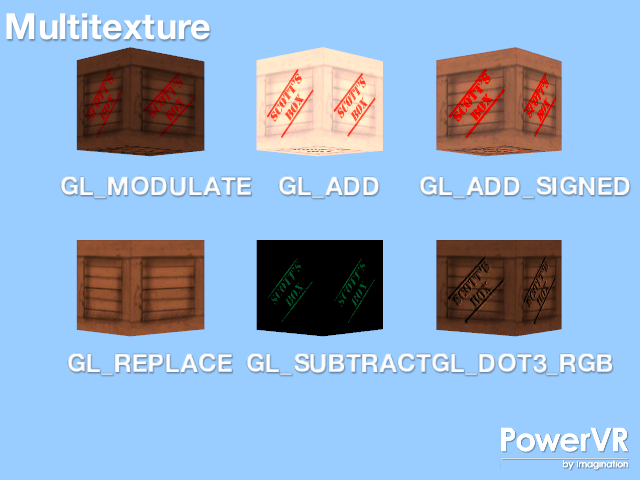 Multitexture
SCOTT'S
BOX
SCOTT'S
BOX
SCOTT'S
BOX
SCOTT'S
BOX
SCOTT'S
BOX
SCOTT'S
BOX
GL_MODULATE
GL_ADD
GL_ADD_SIGNED
SCOTT'S
BOX
SCOTT'S
BOX
SCOTT'S
BOX
SCOTT'S
BOX
GL_REPLACE
GL_SUBTRACT
GL_DOT3_RGB
PowerVR
by Imagination